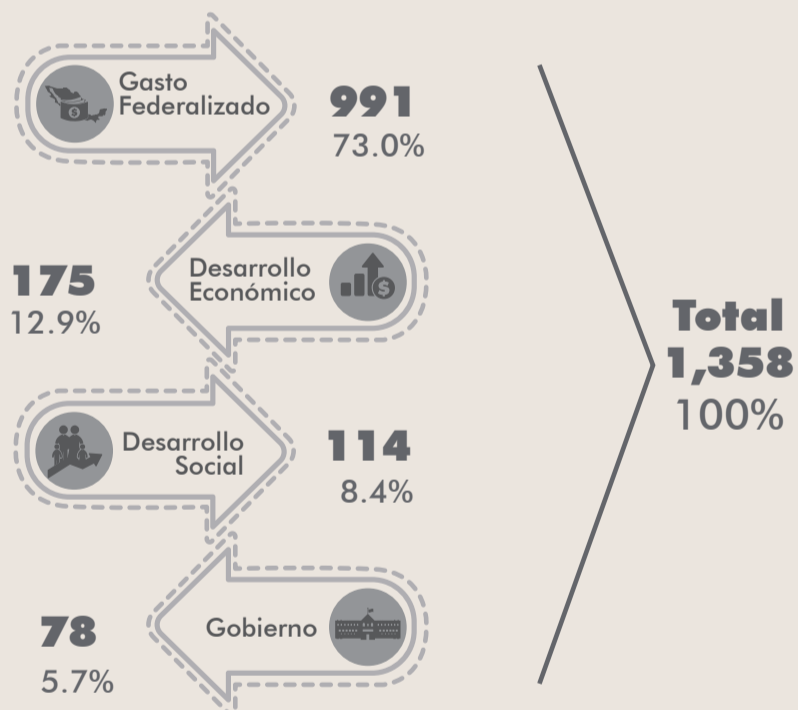 Gasto
Federalizado
991
73.0%
Desarrollo
Económico
175
12.9%
Desarrollo
Social
114
8.4%
Gobierno
78
5.7%
Total
1,358
100%